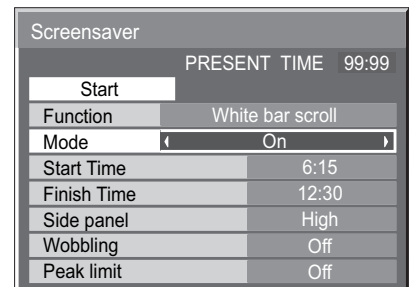 Screensaver
PRESENT TIME 99:99
Start
Function White bar scroll
Mode On
Start Time 6:15
Finish Time 12:30
Side panel High
Wobbling Off
Peak limit Off